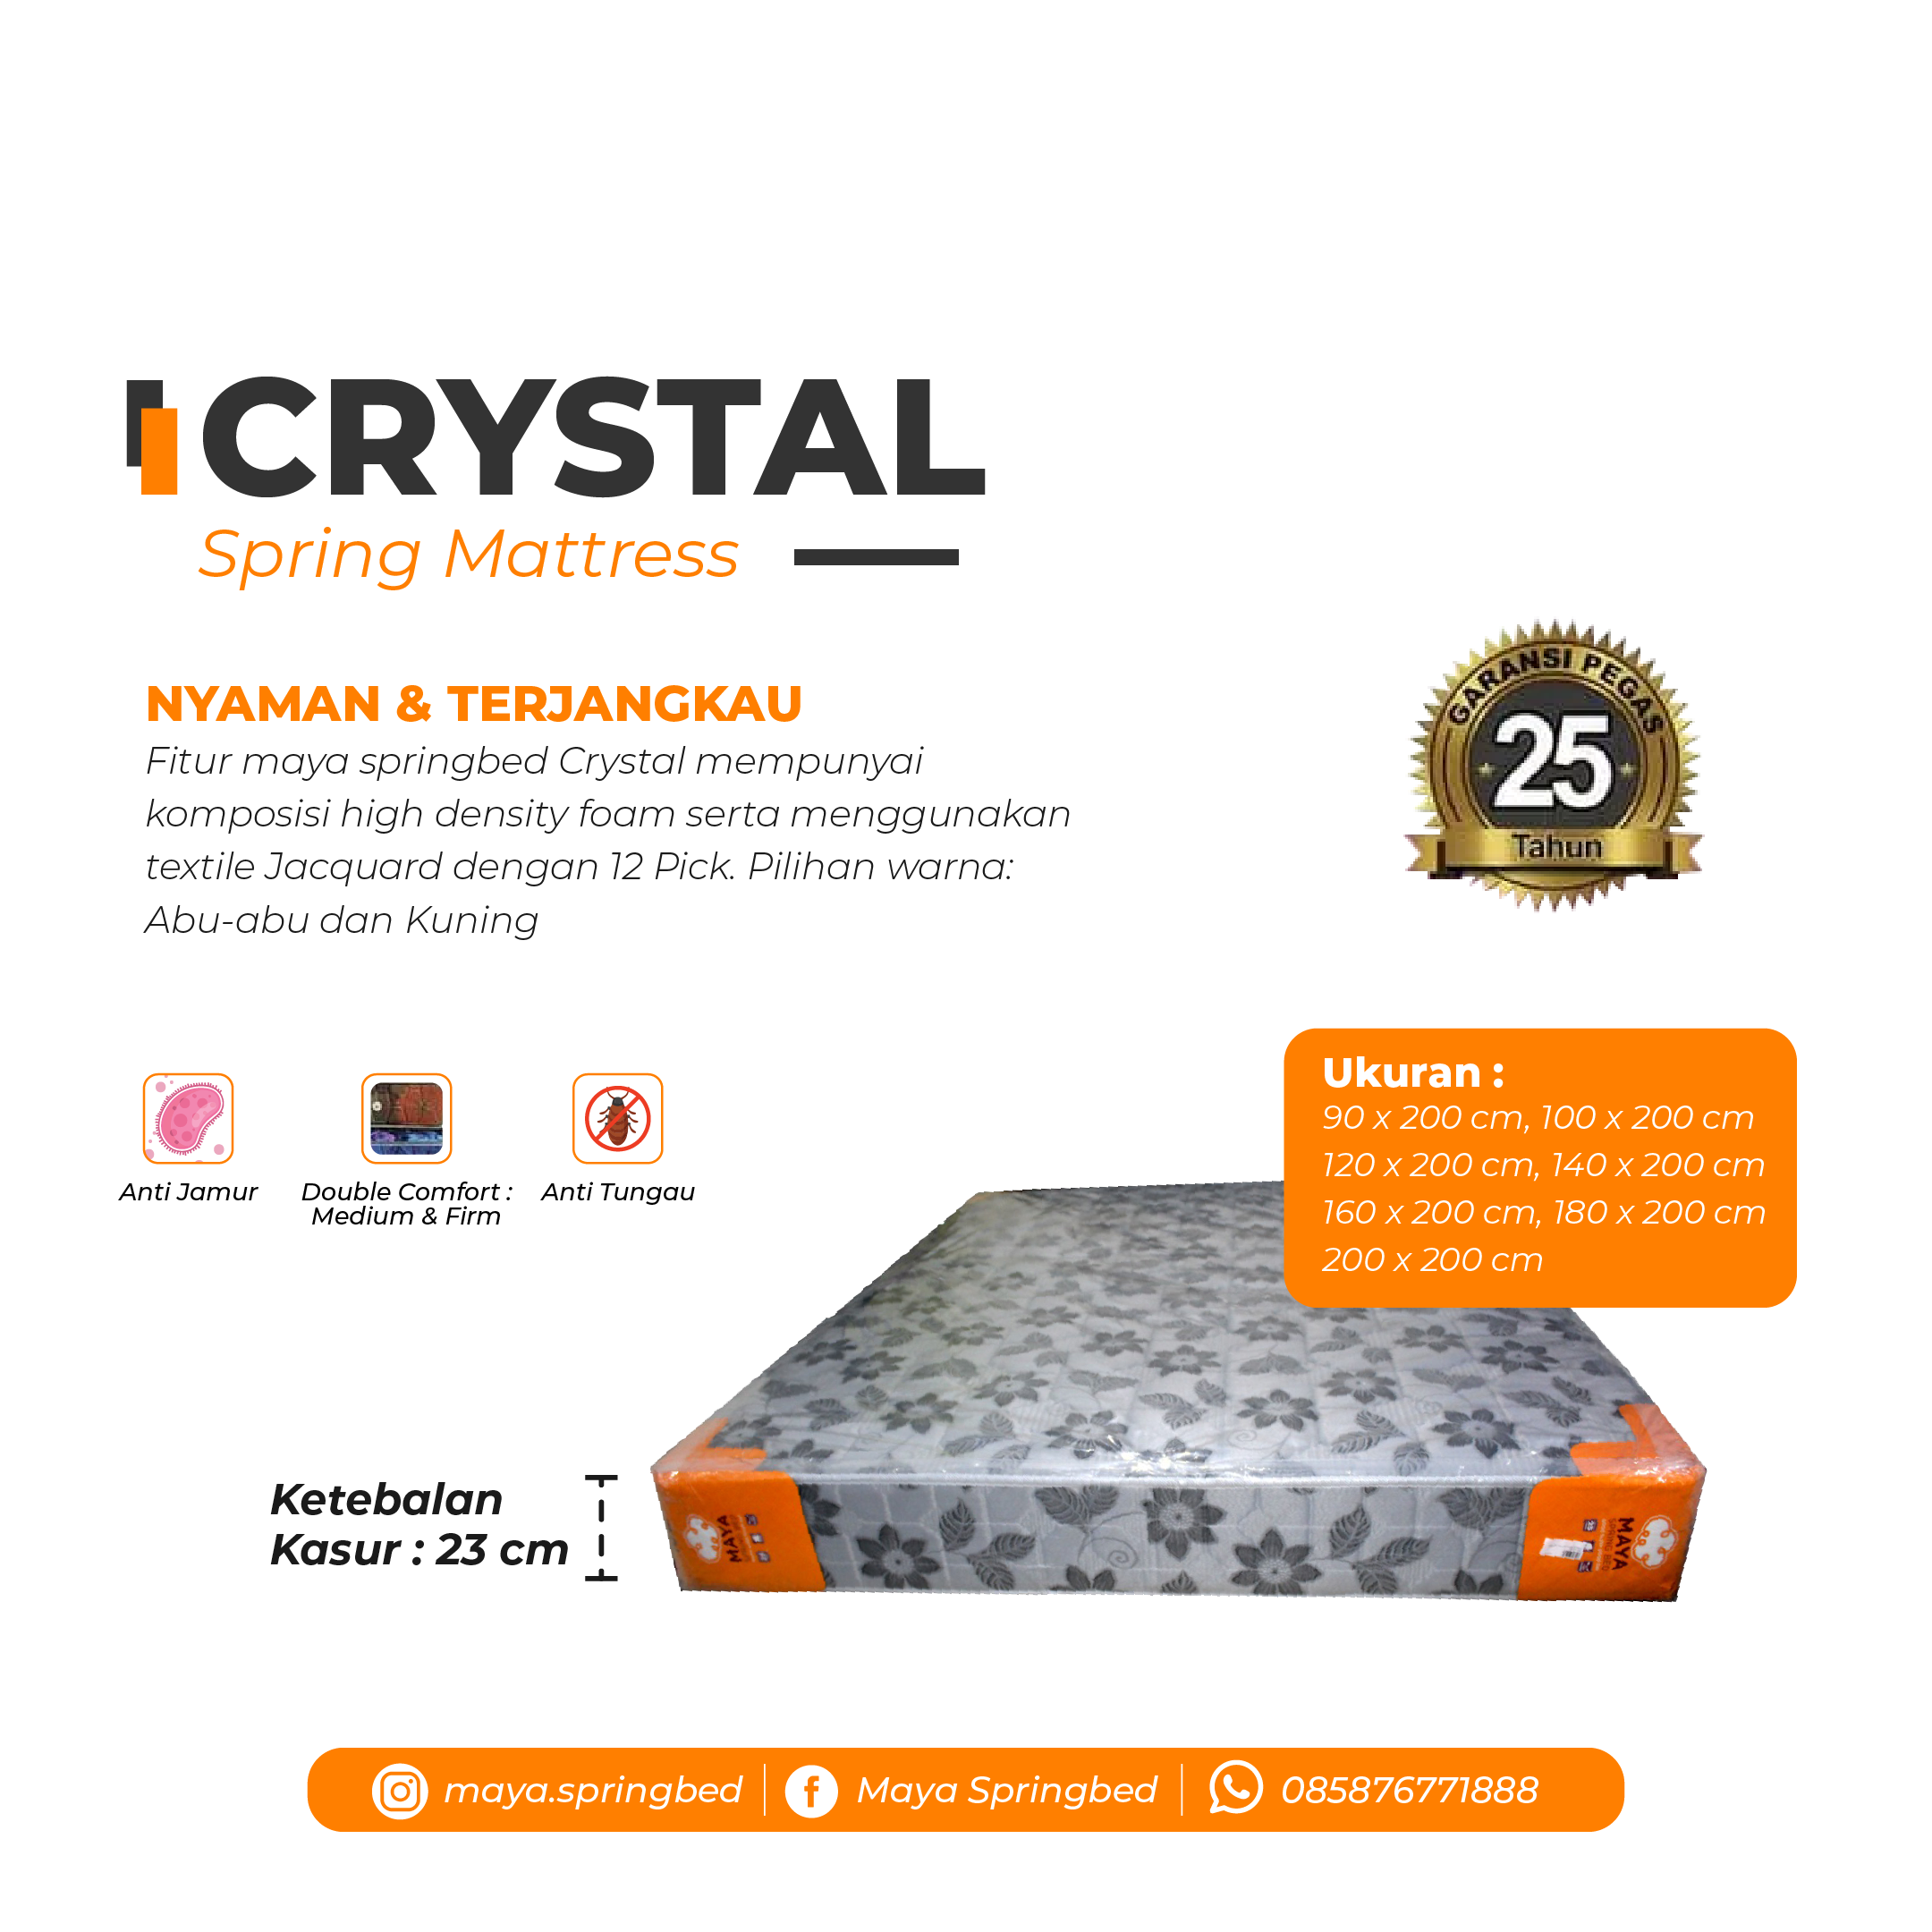 CRYSTAL
Spring Mattress
NYAMAN & TERJANGKAU
Fitur maya springbed Crystal mempunyai
komposisi high density foam serta menggunakan
textile Jacquard dengan 12 Pick. Pilihan warna:
Abu-abu dan Kuning
GARANSI PEGAS
25
Tahun
Anti Jamur
Double Comfort :
Medium & Firm
Anti Tungau
Ukuran :
90 x 200 cm, 100 x 200 cm
120 x 200 cm, 140 x 200 cm
160 x 200 cm, 180 x 200 cm
200 x 200 cm
Ketebalan
Kasur : 23 cm
MAYA
MAYA
SPRING BED
maya.springbed
Maya Springbed
085876771888